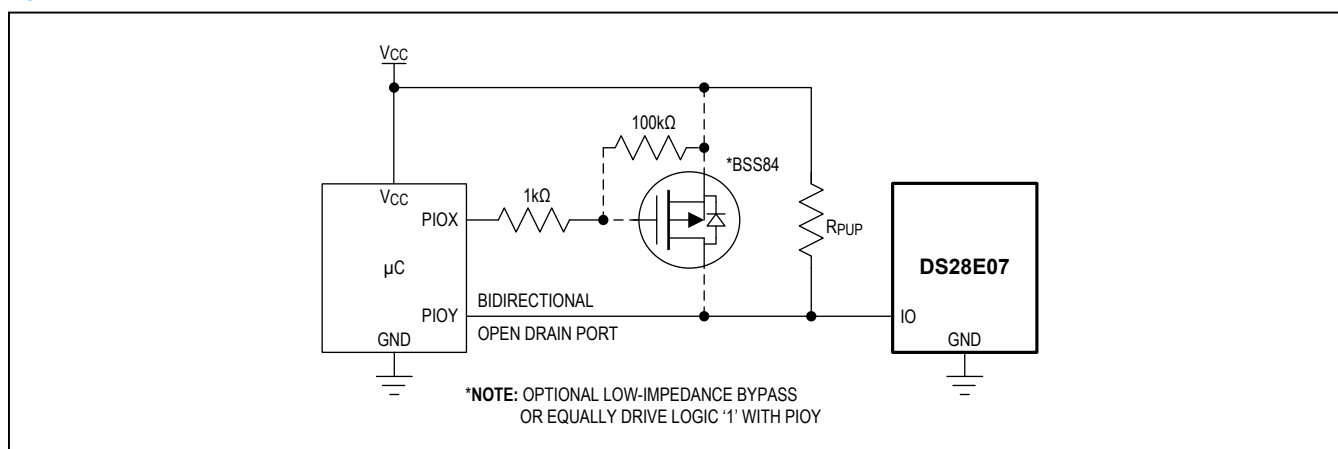 VCC
100kΩ
*BSS84
VCC
1kΩ
PIOX
RPUP
DS28E07
µC
BIDIRECTIONAL
PIOY
IO
OPEN DRAIN PORT
GND
GND
*NOTE: OPTIONAL LOW-IMPEDANCE BYPASS
OR EQUALLY DRIVE LOGIC ‘1’ WITH PIOY